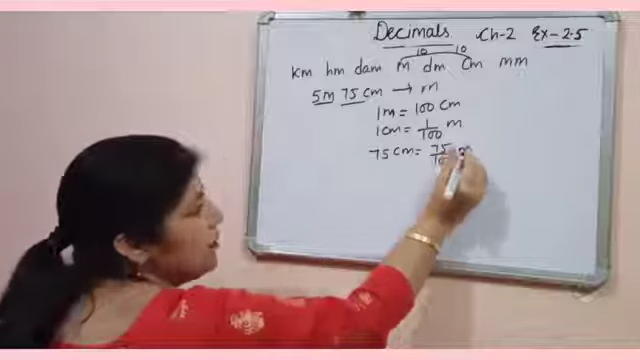 Decimals Ch-2 Ex-2.5
10 10
km hm dam m dm cm mm
5m 75 cm → m
1m = 100 cm
1cm = 1/100 m
75 cm = 75/10 m